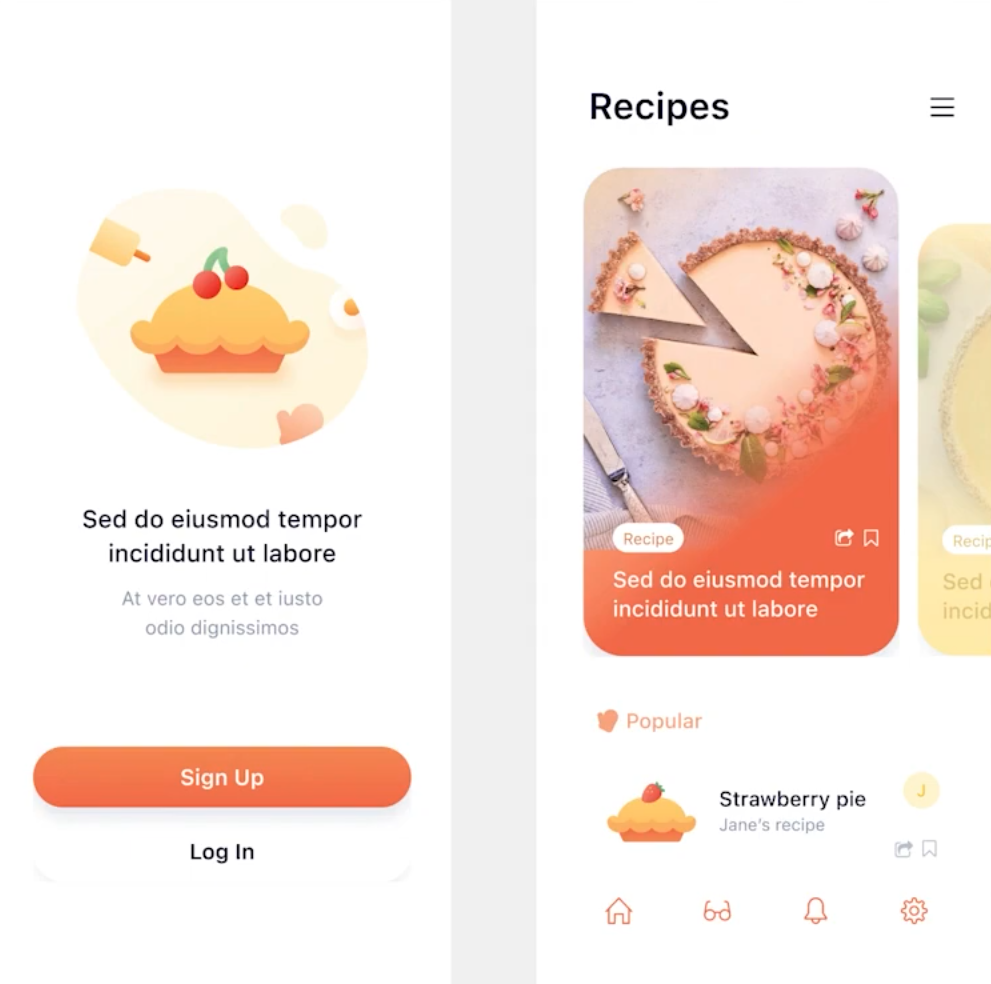 Sed do eiusmod tempor
incididunt ut labore
At vero eos et et iusto
odio dignissimos
Sign Up
Log In
Recipes
Recipe
Sed do eiusmod tempor
incididunt ut labore
Recip
Sed
incid
Popular
Strawberry pie
Jane's recipe
J